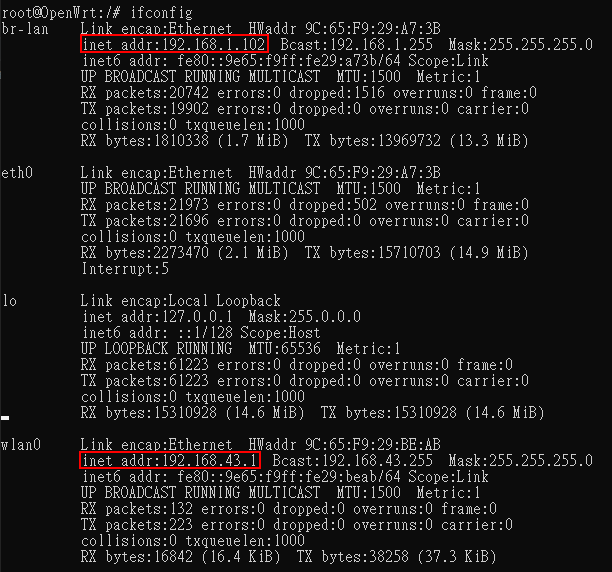 root@OpenWrt:/# ifconfig
br-lan    Link encap:Ethernet  HWaddr 9C:65:F9:29:A7:3B
          inet addr:192.168.1.102  Bcast:192.168.1.255  Mask:255.255.255.0
          inet6 addr: fe80::9e65:f9ff:fe29:a73b/64 Scope:Link
          UP BROADCAST RUNNING MULTICAST  MTU:1500  Metric:1
          RX packets:20742 errors:0 dropped:1516 overruns:0 frame:0
          TX packets:19902 errors:0 dropped:0 overruns:0 carrier:0
          collisions:0 txqueuelen:1000
          RX bytes:1810338 (1.7 MiB)  TX bytes:13969732 (13.3 MiB)
eth0      Link encap:Ethernet  HWaddr 9C:65:F9:29:A7:3B
          UP BROADCAST RUNNING MULTICAST  MTU:1500  Metric:1
          RX packets:21973 errors:0 dropped:502 overruns:0 frame:0
          TX packets:21696 errors:0 dropped:0 overruns:0 carrier:0
          collisions:0 txqueuelen:1000
          RX bytes:2273470 (2.1 MiB)  TX bytes:15710703 (14.9 MiB)
          Interrupt:5
lo        Link encap:Local Loopback
          inet addr:127.0.0.1  Mask:255.0.0.0
          inet6 addr: ::1/128 Scope:Host
          UP LOOPBACK RUNNING  MTU:65536  Metric:1
          RX packets:61223 errors:0 dropped:0 overruns:0 frame:0
          TX packets:61223 errors:0 dropped:0 overruns:0 carrier:0
          collisions:0 txqueuelen:1000
          RX bytes:15310928 (14.6 MiB)  TX bytes:15310928 (14.6 MiB)
wlan0     Link encap:Ethernet  HWaddr 9C:65:F9:29:BE:AB
          inet addr:192.168.43.1  Bcast:192.168.43.255  Mask:255.255.255.0
          inet6 addr: fe80::9e65:f9ff:fe29:beab/64 Scope:Link
          UP BROADCAST RUNNING MULTICAST  MTU:1500  Metric:1
          RX packets:132 errors:0 dropped:0 overruns:0 frame:0
          TX packets:223 errors:0 dropped:0 overruns:0 carrier:0
          collisions:0 txqueuelen:1000
          RX bytes:16842 (16.4 KiB)  TX bytes:38258 (37.3 KiB)